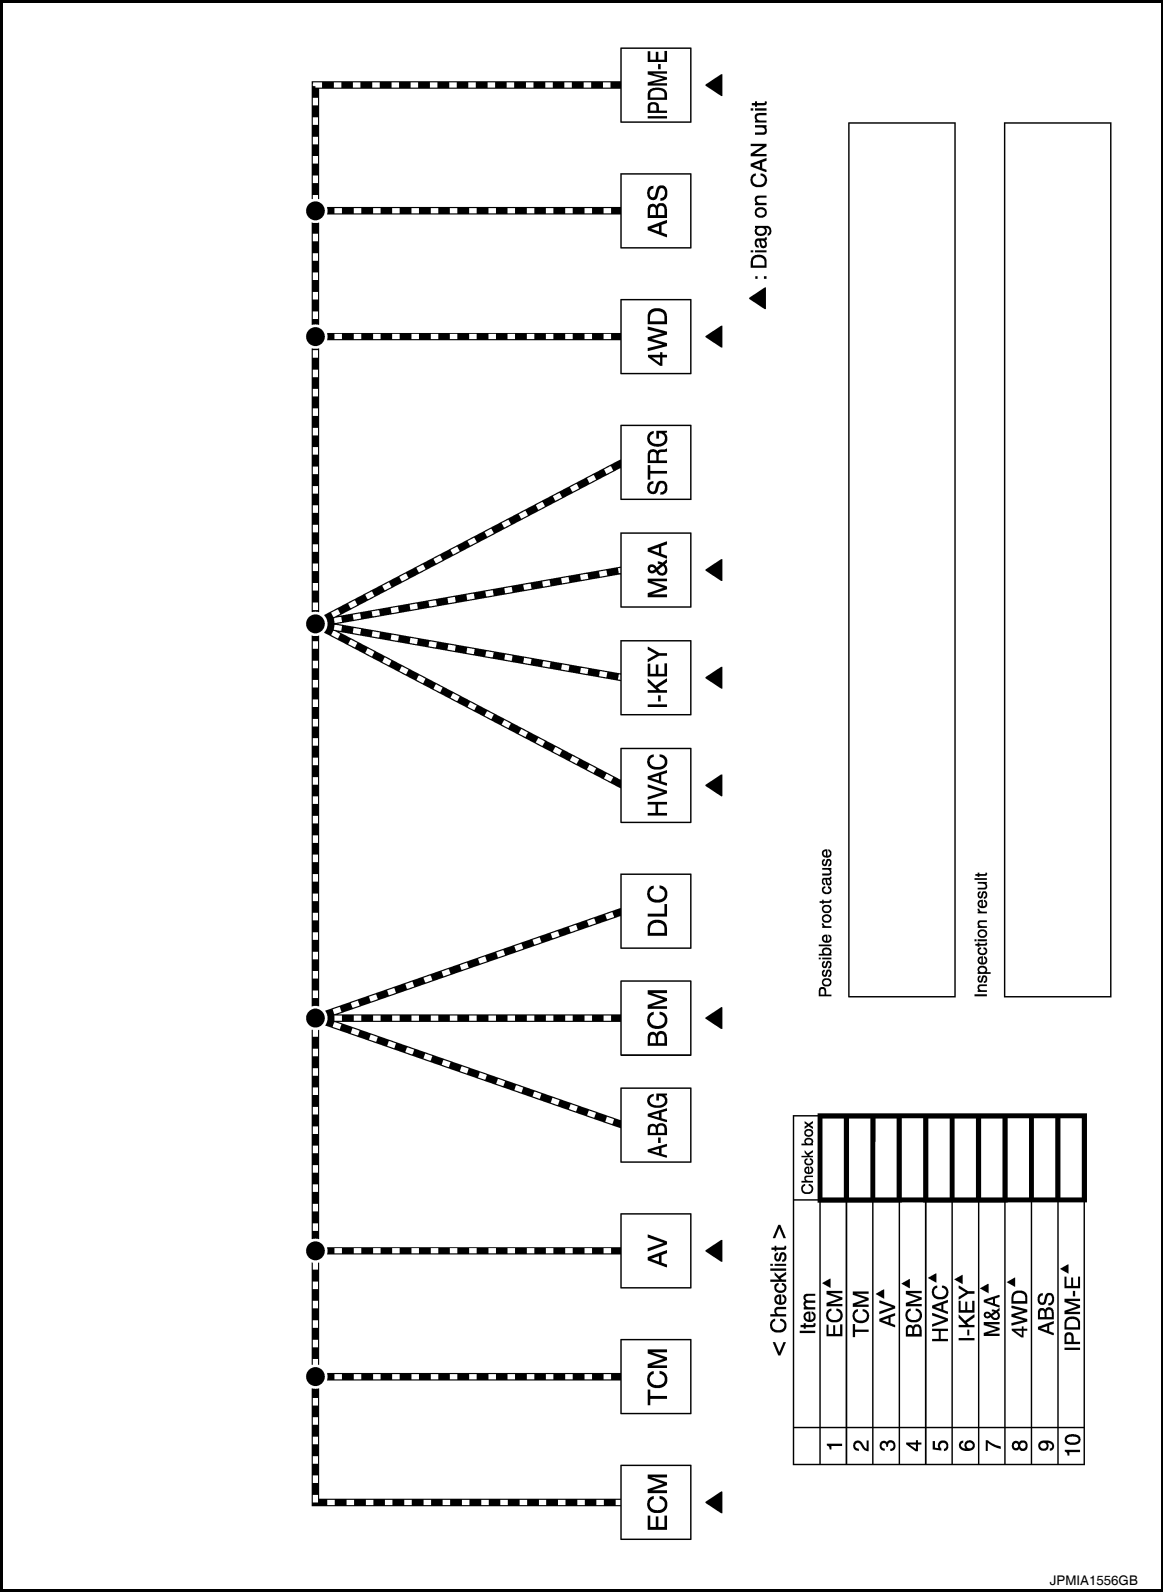 ECM
TCM
AV
A-BAG
BCM
DLC
HVAC
I-KEY
M&A
STRG
4WD
ABS
IPDM-E
▲ : Diag on CAN unit
< Checklist >
Item Check box
1 ECM▲
2 TCM
3 AV▲
4 BCM▲
5 HVAC▲
6 I-KEY▲
7 M&A▲
8 4WD▲
9 ABS
10 IPDM-E▲
Possible root cause
Inspection result
JPMIA1556GB